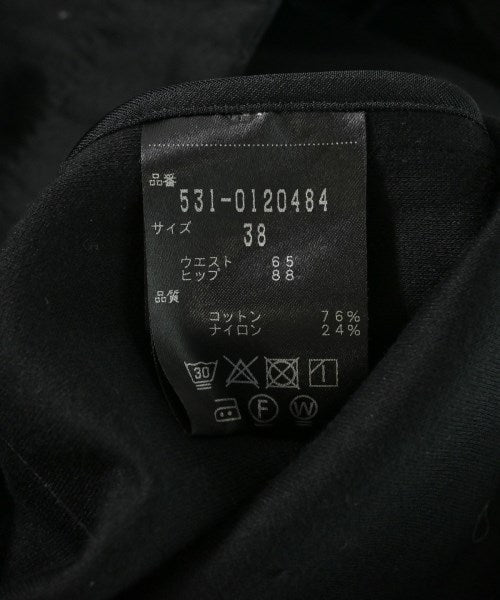 品番
531-0120484
サイズ
38
ウエスト 65
ヒップ 88
品質
コットン 76%
ナイロン 24%
30
F W